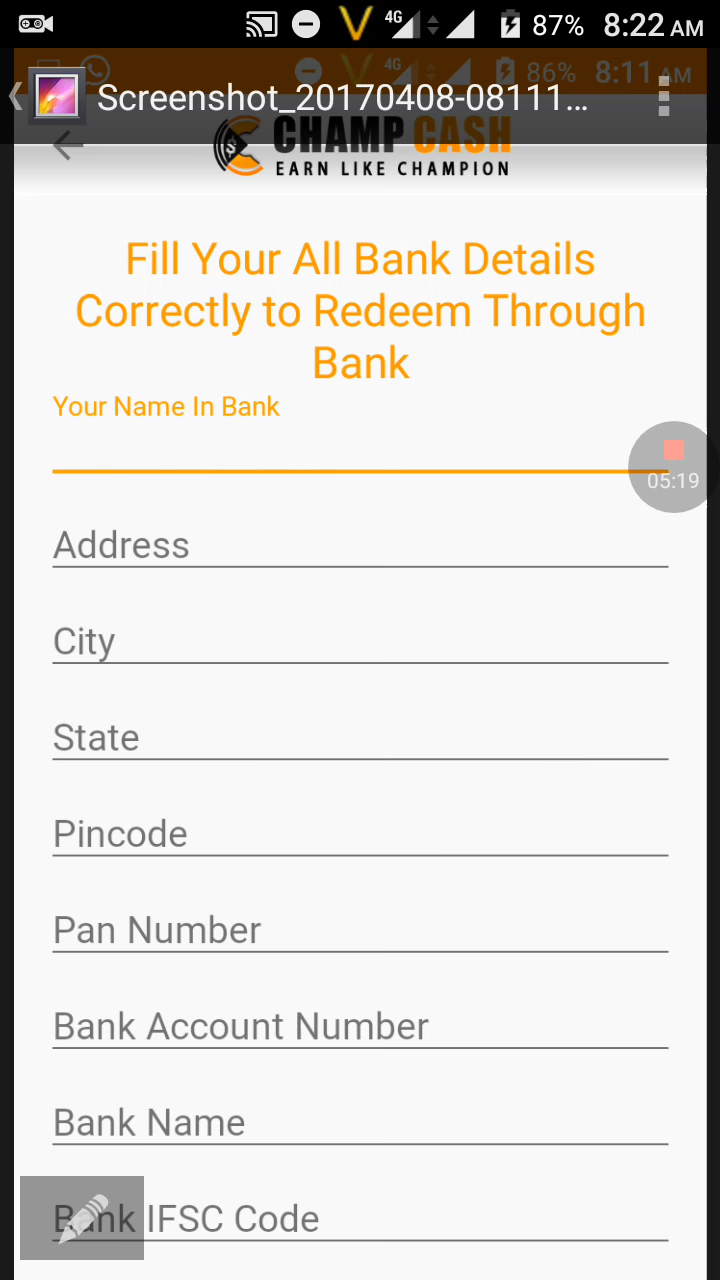 4G
87%
8:22 AM
4G
86%
8:11 AM
Screenshot_20170408-08111...
CHAMP CASH
EARN LIKE CHAMPION
Fill Your All Bank Details
Correctly to Redeem Through
Bank
Your Name In Bank
05:19
Address
City
State
Pincode
Pan Number
Bank Account Number
Bank Name
Bank IFSC Code